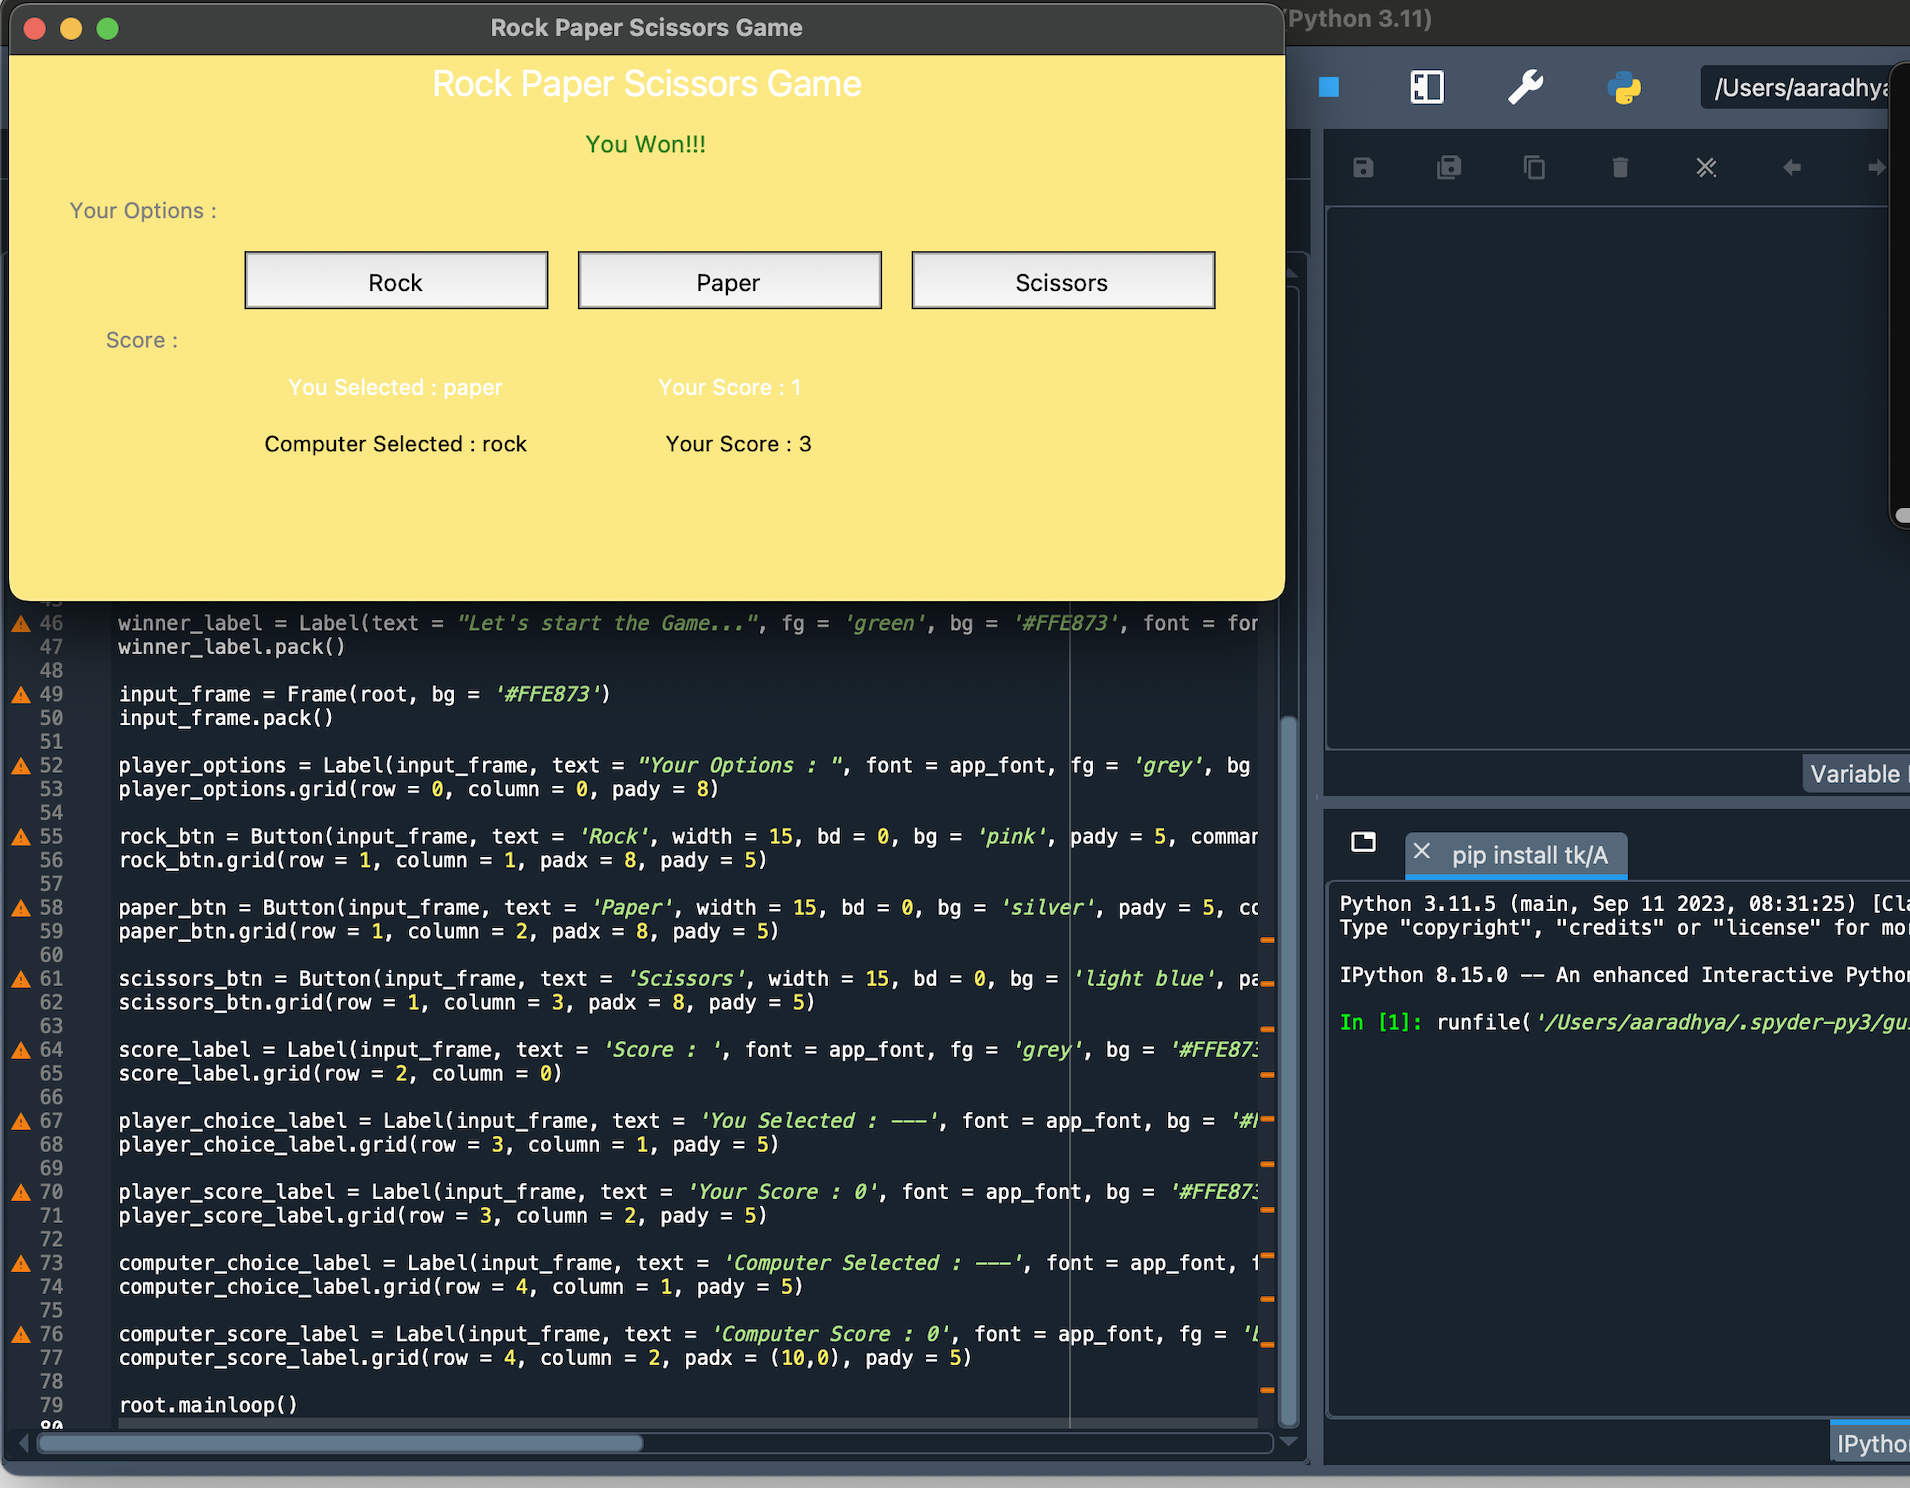 Rock Paper Scissors Game
(Python 3.11)
Rock Paper Scissors Game
You Won!!!
Your Options :
Rock Paper Scissors
Score :
You Selected : paper Your Score : 1
Computer Selected : rock Your Score : 3
/Users/aaradhya
45
46 winner_label = Label(text = "Let's start the Game...", fg = 'green', bg = '#FFE873', font = for
47 winner_label.pack()
48
49 input_frame = Frame(root, bg = '#FFE873')
50 input_frame.pack()
51
52 player_options = Label(input_frame, text = "Your Options : ", font = app_font, fg = 'grey', bg
53 player_options.grid(row = 0, column = 0, pady = 8)
54
55 rock_btn = Button(input_frame, text = 'Rock', width = 15, bd = 0, bg = 'pink', pady = 5, comman
56 rock_btn.grid(row = 1, column = 1, padx = 8, pady = 5)
57
58 paper_btn = Button(input_frame, text = 'Paper', width = 15, bd = 0, bg = 'silver', pady = 5, co
59 paper_btn.grid(row = 1, column = 2, padx = 8, pady = 5)
60
61 scissors_btn = Button(input_frame, text = 'Scissors', width = 15, bd = 0, bg = 'light blue', pa
62 scissors_btn.grid(row = 1, column = 3, padx = 8, pady = 5)
63
64 score_label = Label(input_frame, text = 'Score : ', font = app_font, fg = 'grey', bg = '#FFE873
65 score_label.grid(row = 2, column = 0)
66
67 player_choice_label = Label(input_frame, text = 'You Selected : ---', font = app_font, bg = '#F
68 player_choice_label.grid(row = 3, column = 1, pady = 5)
69
70 player_score_label = Label(input_frame, text = 'Your Score : 0', font = app_font, bg = '#FFE873
71 player_score_label.grid(row = 3, column = 2, pady = 5)
72
73 computer_choice_label = Label(input_frame, text = 'Computer Selected : ---', font = app_font, f
74 computer_choice_label.grid(row = 4, column = 1, pady = 5)
75
76 computer_score_label = Label(input_frame, text = 'Computer Score : 0', font = app_font, fg = 'b
77 computer_score_label.grid(row = 4, column = 2, padx = (10,0), pady = 5)
78
79 root.mainloop()
80
Variable
pip install tk/A
Python 3.11.5 (main, Sep 11 2023, 08:31:25) [Cla
Type "copyright", "credits" or "license" for mor
IPython 8.15.0 -- An enhanced Interactive Python
In [1]: runfile('/Users/aaradhya/.spyder-py3/gu
IPytho